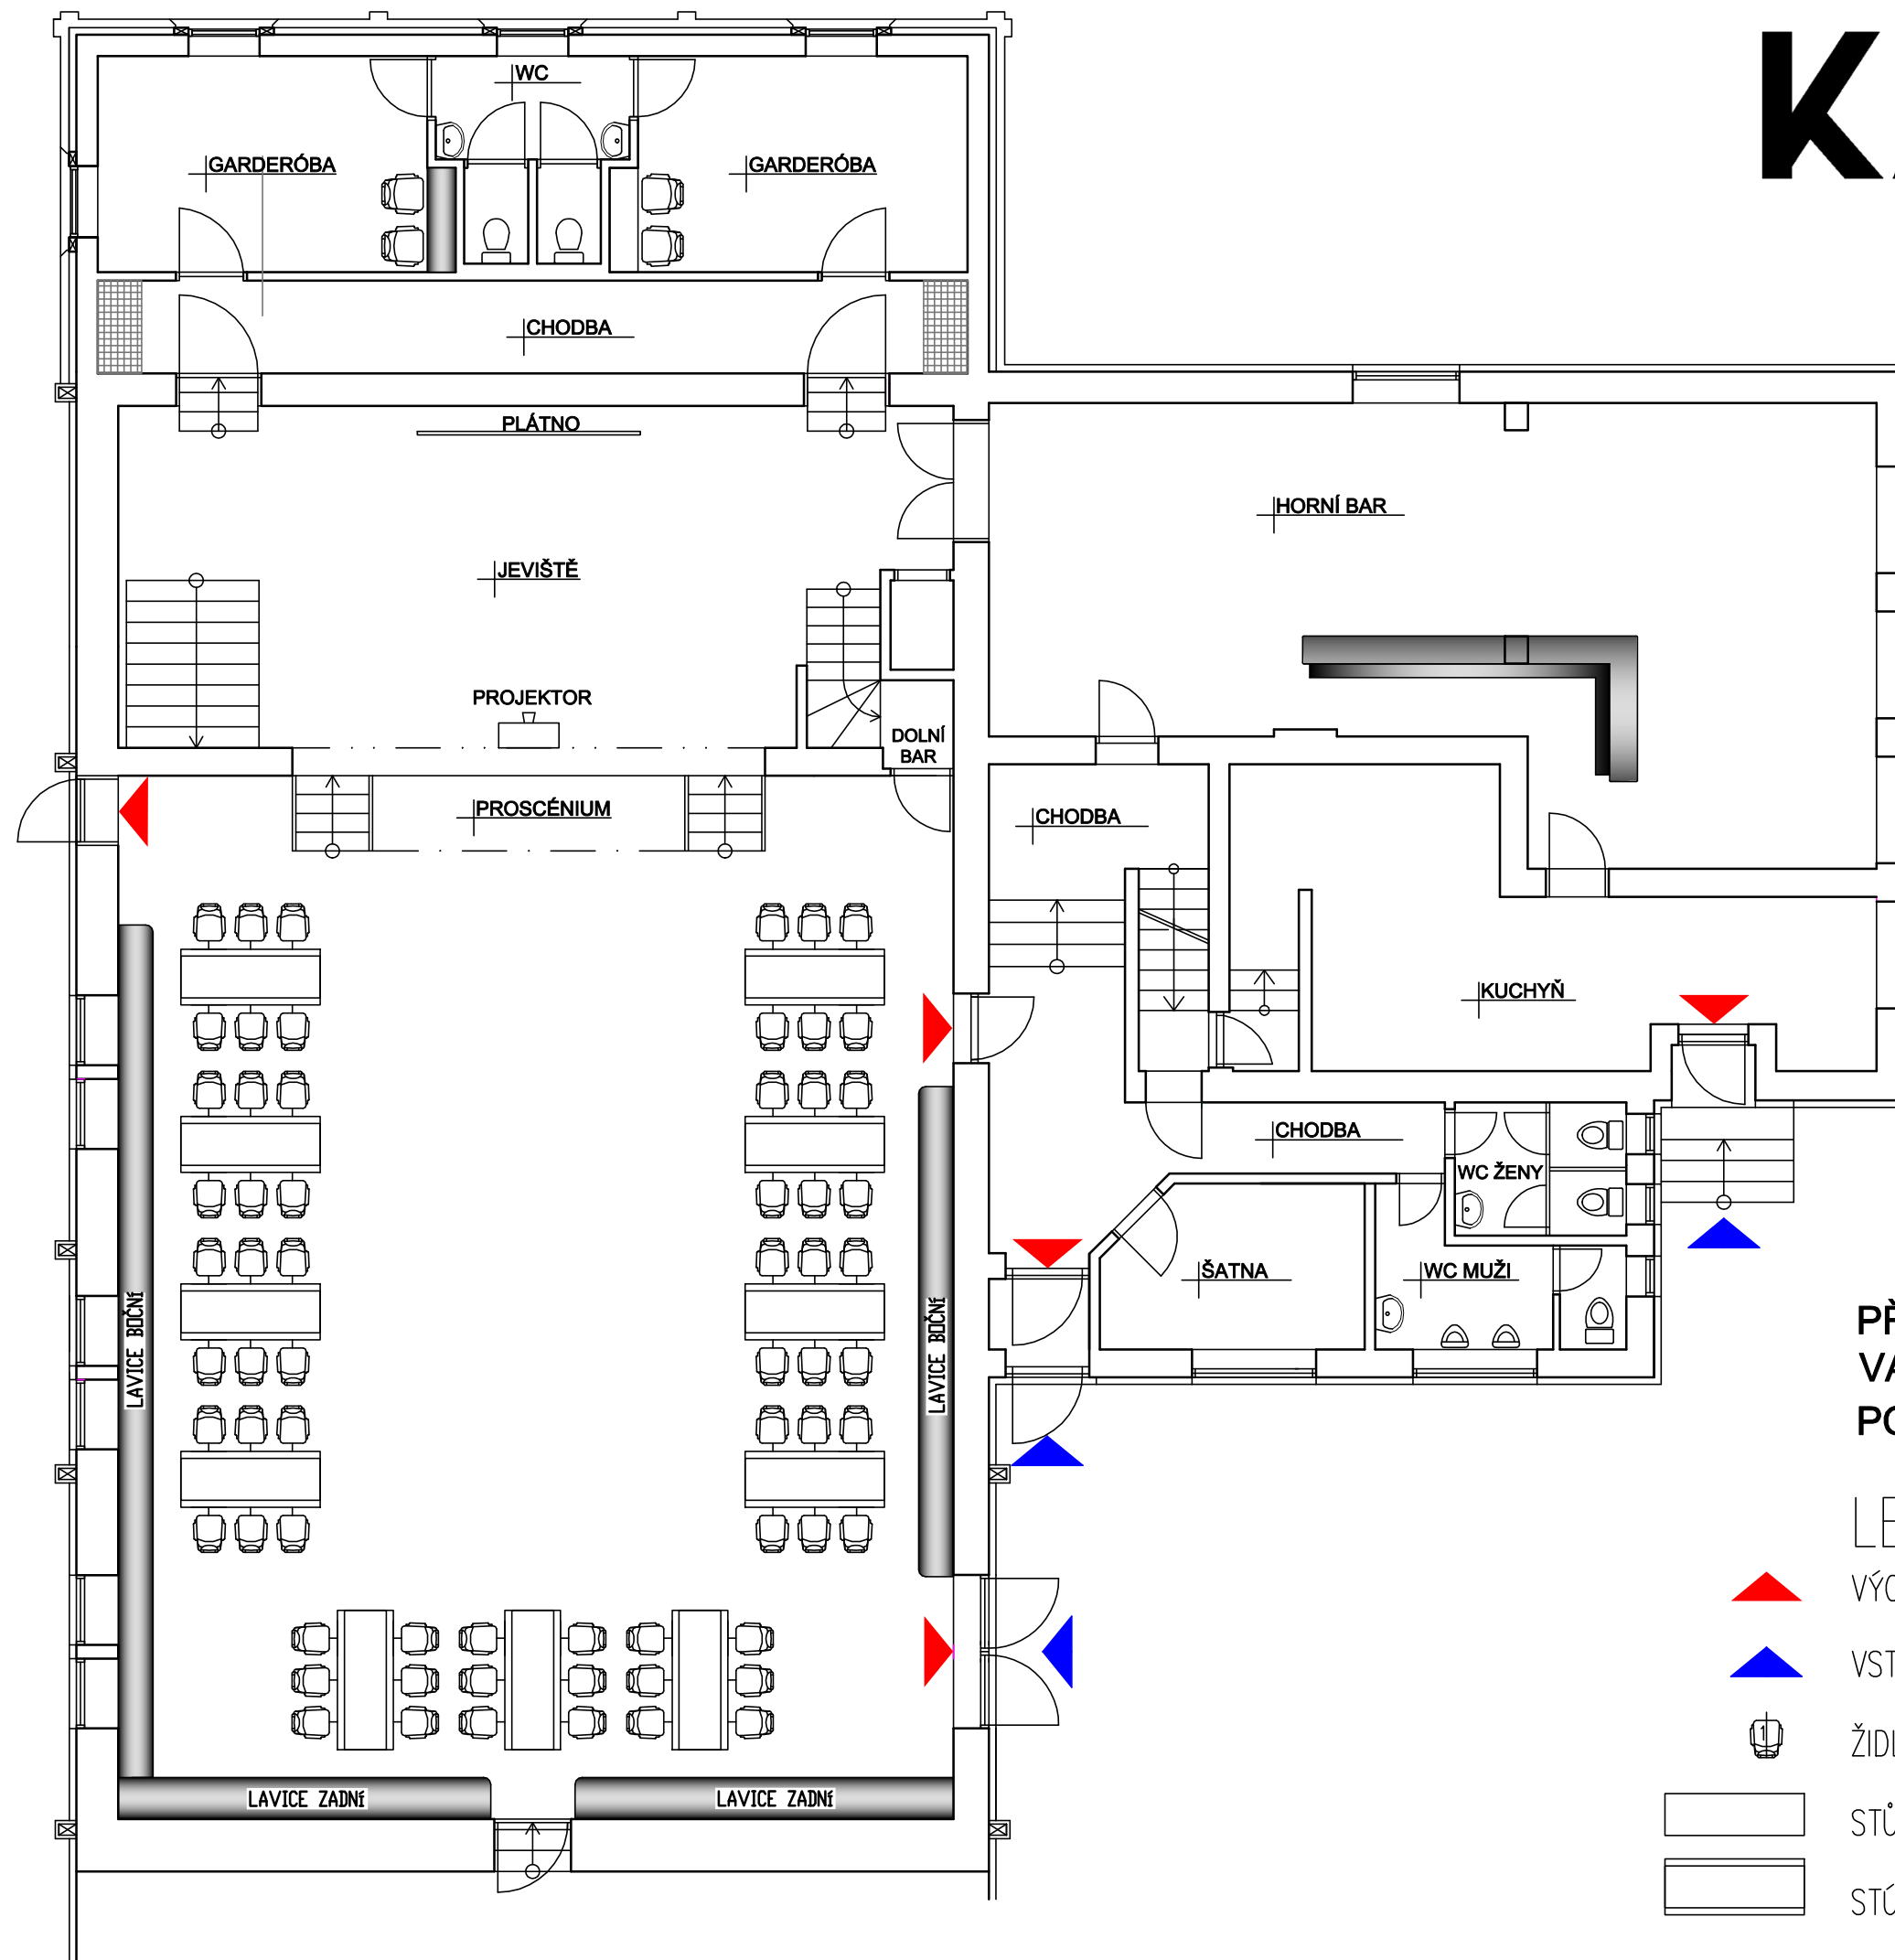 WC
GARDERÓBA
GARDERÓBA
CHODBA
PLÁTNO
HORNÍ BAR
JEVIŠTĚ
PROJEKTOR
DOLNÍ
BAR
PROSCÉNIUM
CHODBA
KUCHYŇ
CHODBA
WC ŽENY
ŠATNA
WC MUŽI
LAVICE BOČNÍ
LAVICE BOČNÍ
LAVICE ZADNÍ
LAVICE ZADNÍ
1